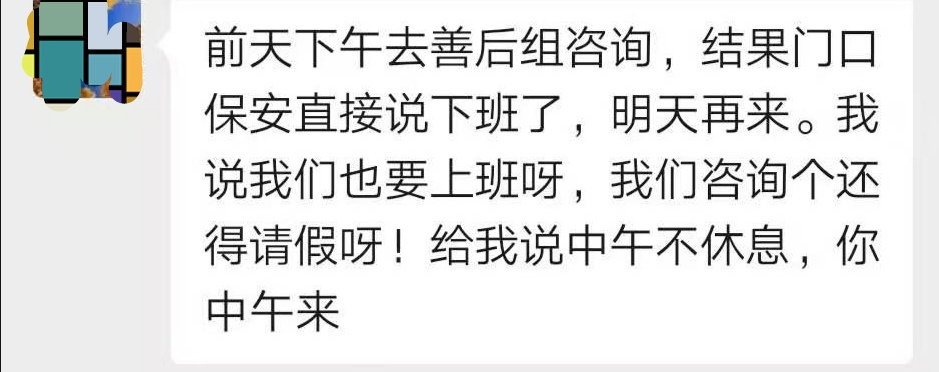 前天下午去善后组咨询，结果门口
保安直接说下班了，明天再来。我
说我们也要上班呀，我们咨询个还
得请假呀！给我说中午不休息，你
中午来